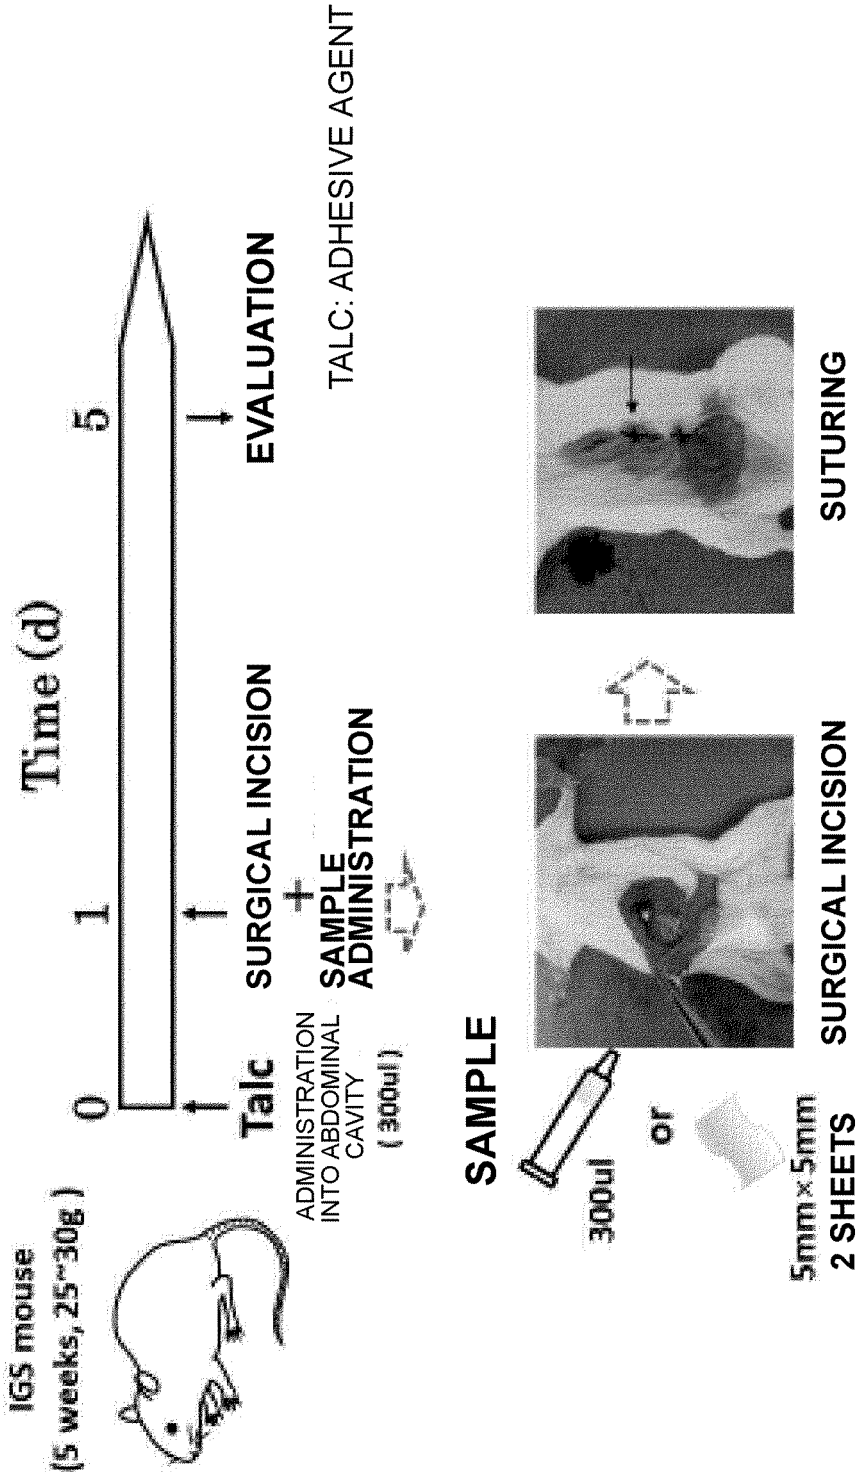 IGS mouse
(5 weeks, 25~30g )
Time (d)
0
1
5
Talc
ADMINISTRATION
INTO ABDOMINAL
CAVITY
( 300ul )
SURGICAL INCISION
+
SAMPLE
ADMINISTRATION
EVALUATION
TALC: ADHESIVE AGENT
SAMPLE
300ul
or
5mm×5mm
2 SHEETS
SURGICAL INCISION
SUTURING